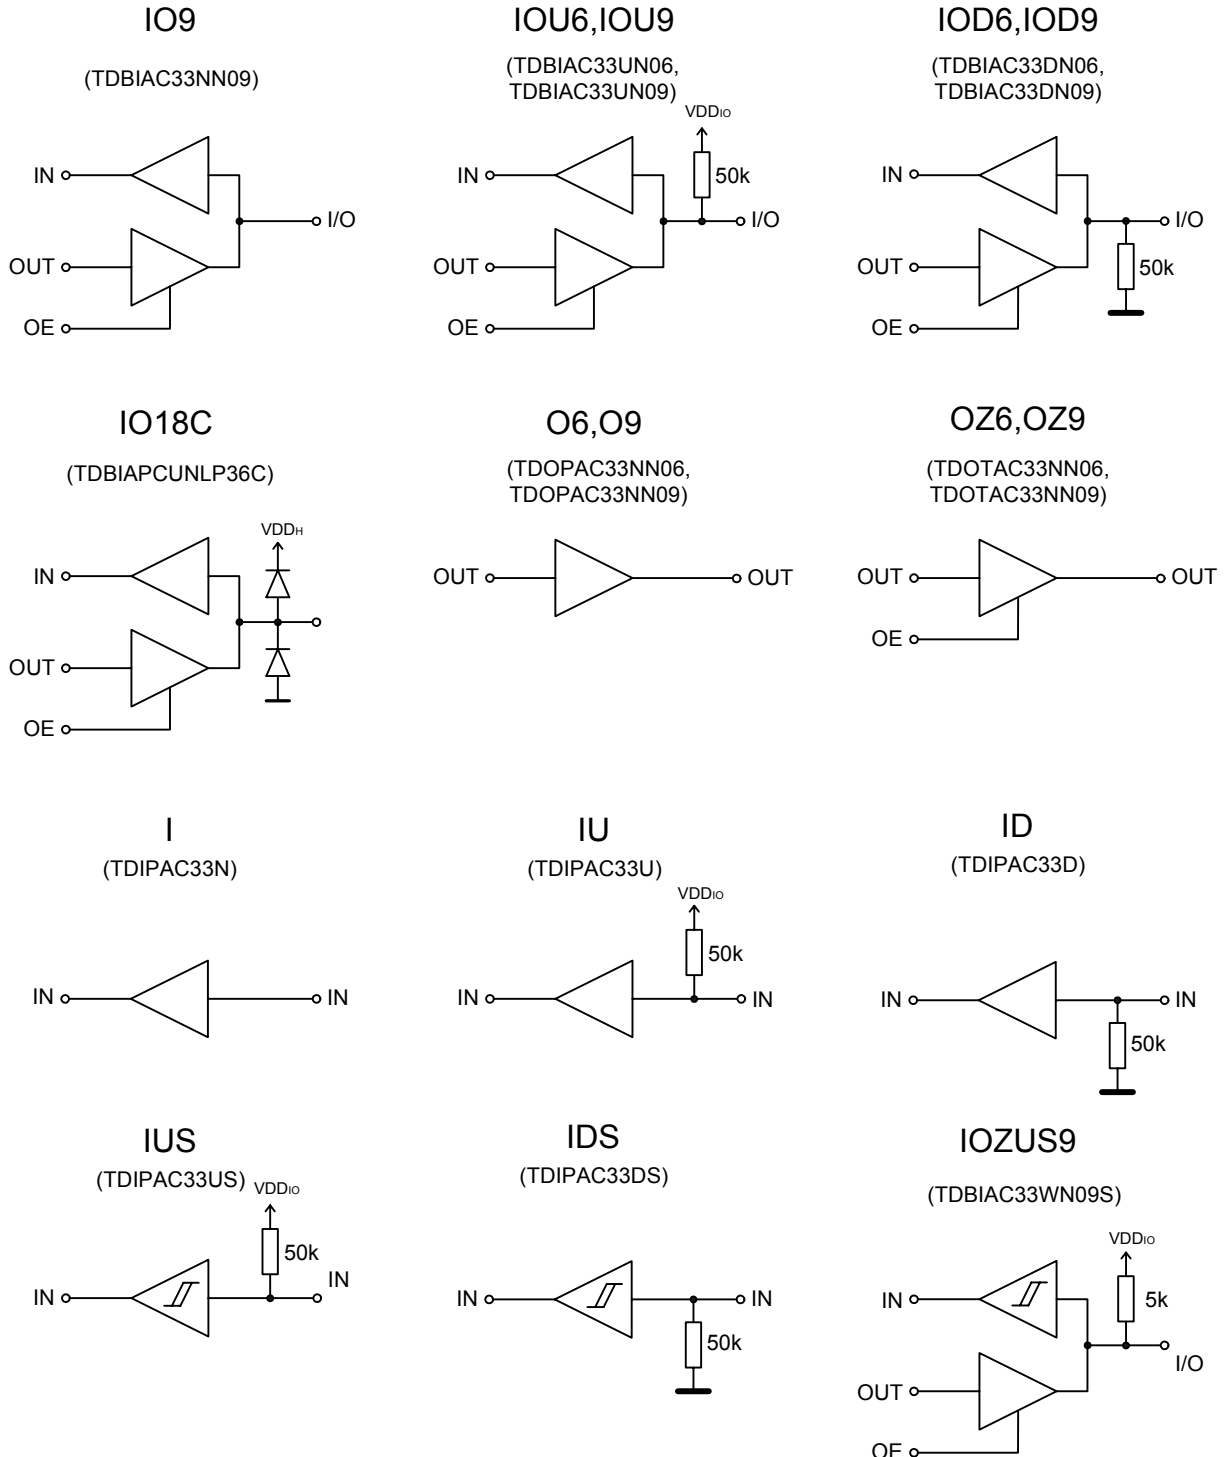 IO9
(TDBIAC33NN09)
IN
I/O
OUT
OE
IOU6,IOU9
(TDBIAC33UN06,
TDBIAC33UN09)
VDDIO
50k
IN
I/O
OUT
OE
IOD6,IOD9
(TDBIAC33DN06,
TDBIAC33DN09)
IN
I/O
OUT
50k
OE
IO18C
(TDBIAPCUNLP36C)
VDDH
IN
OUT
OE
O6,O9
(TDOPAC33NN06,
TDOPAC33NN09)
OUT
OUT
OZ6,OZ9
(TDOTAC33NN06,
TDOTAC33NN09)
OUT
OUT
OE
I
(TDIPAC33N)
IN
IN
IU
(TDIPAC33U)
VDDIO
50k
IN
IN
ID
(TDIPAC33D)
IN
IN
50k
IUS
(TDIPAC33US)
VDDIO
50k
IN
IN
IDS
(TDIPAC33DS)
IN
IN
50k
IOZUS9
(TDBIAC33WN09S)
VDDIO
IN
5k
I/O
OUT
OE